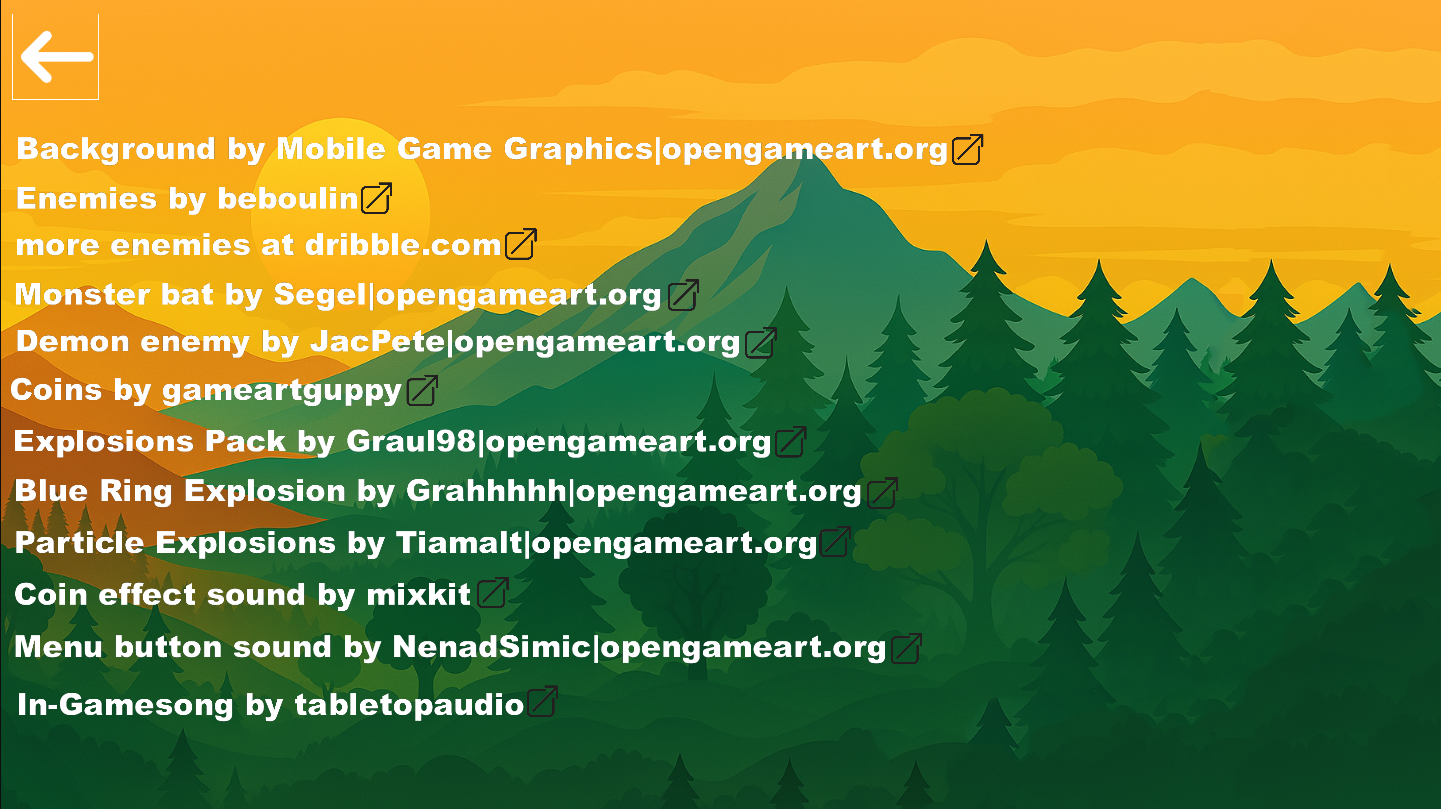 Background by Mobile Game Graphics|opengameart.org
Enemies by beboulin
more enemies at dribble.com
Monster bat by Segel|opengameart.org
Demon enemy by JacPete|opengameart.org
Coins by gameartguppy
Explosions Pack by Graul98|opengameart.org
Blue Ring Explosion by Grahhhhh|opengameart.org
Particle Explosions by Tiamalt|opengameart.org
Coin effect sound by mixkit
Menu button sound by NenadSimic|opengameart.org
In-Gamesong by tabletopaudio